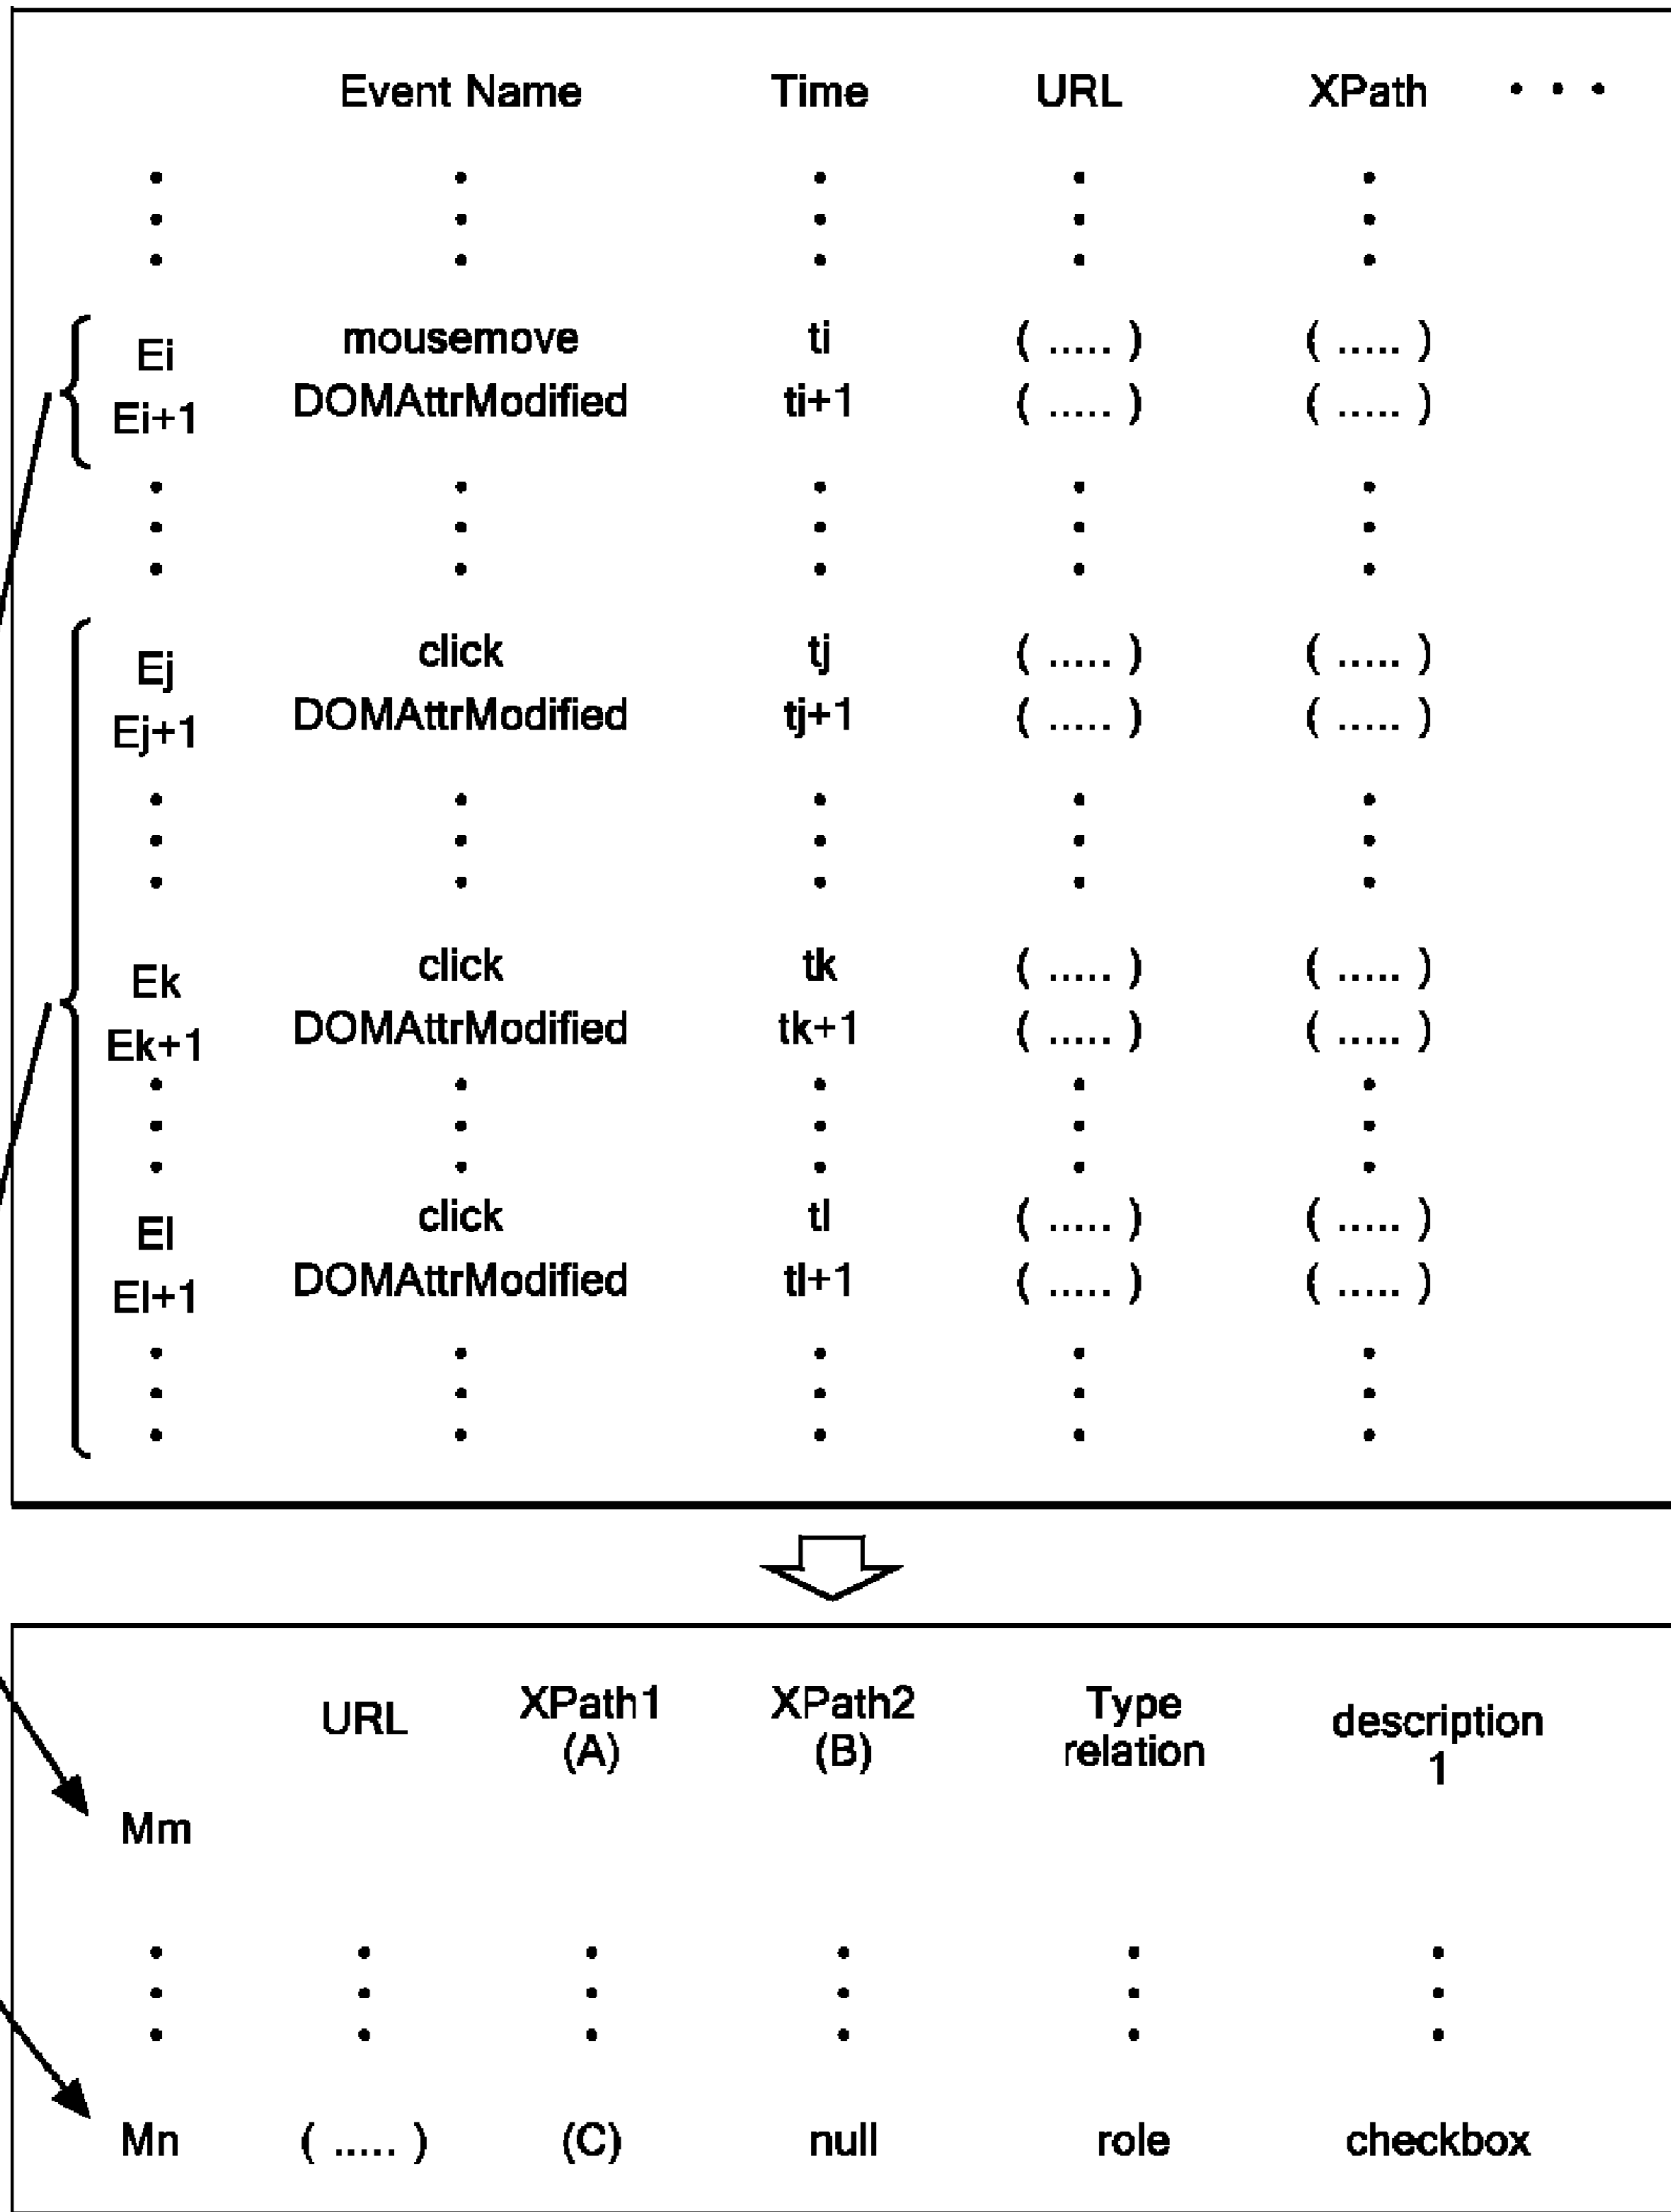 Event Name Time URL XPath . . .
Ei mousemove ti ( ..... ) ( ..... )
Ei+1 DOMAttrModified ti+1 ( ..... ) ( ..... )
Ej click tj ( ..... ) ( ..... )
Ej+1 DOMAttrModified tj+1 ( ..... ) ( ..... )
Ek click tk ( ..... ) ( ..... )
Ek+1 DOMAttrModified tk+1 ( ..... ) ( ..... )
El click tl ( ..... ) ( ..... )
El+1 DOMAttrModified tl+1 ( ..... ) ( ..... )
URL XPath1 XPath2 Type description
(A) (B) relation 1
Mm
Mn ( ..... ) (C) null role checkbox